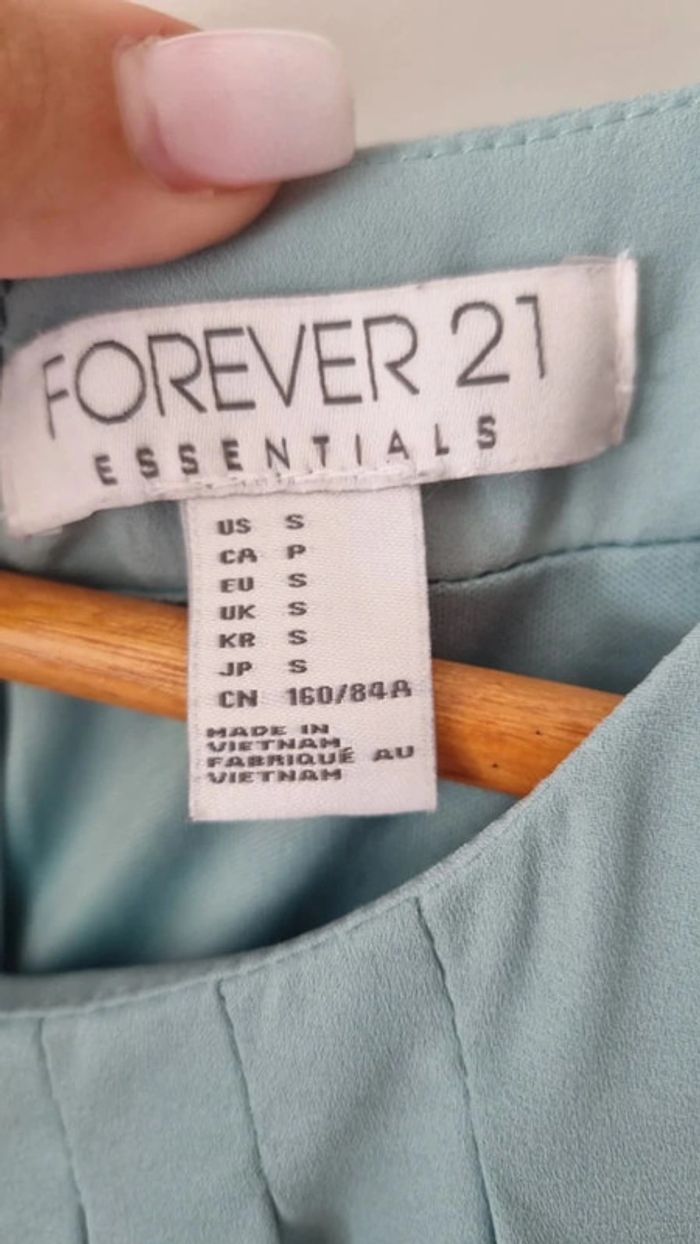 FOREVER 21
ESSENTIALS
US S
CA P
EU S
UK S
KR S
JP S
CN 160/84A
MADE IN
VIETNAM
FABRIQUÉ AU
VIETNAM